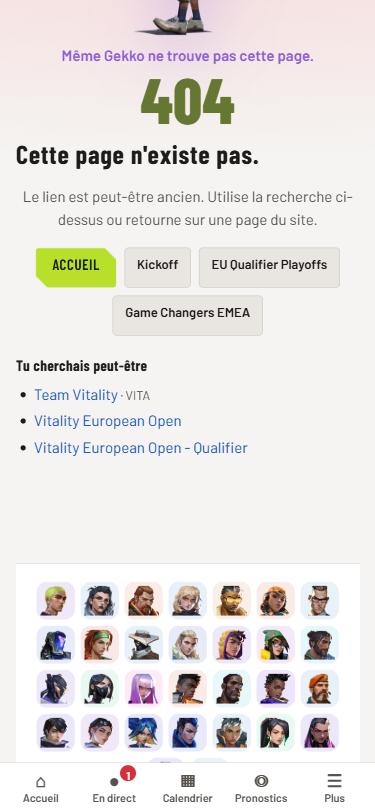 Même Gekko ne trouve pas cette page.
404
Cette page n'existe pas.
Le lien est peut-être ancien. Utilise la recherche ci-
dessus ou retourne sur une page du site.
ACCUEIL
Kickoff
EU Qualifier Playoffs
Game Changers EMEA
Tu cherchais peut-être
• Team Vitality · VITA
• Vitality European Open
• Vitality European Open - Qualifier
1
Accueil
En direct
Calendrier
Pronostics
Plus